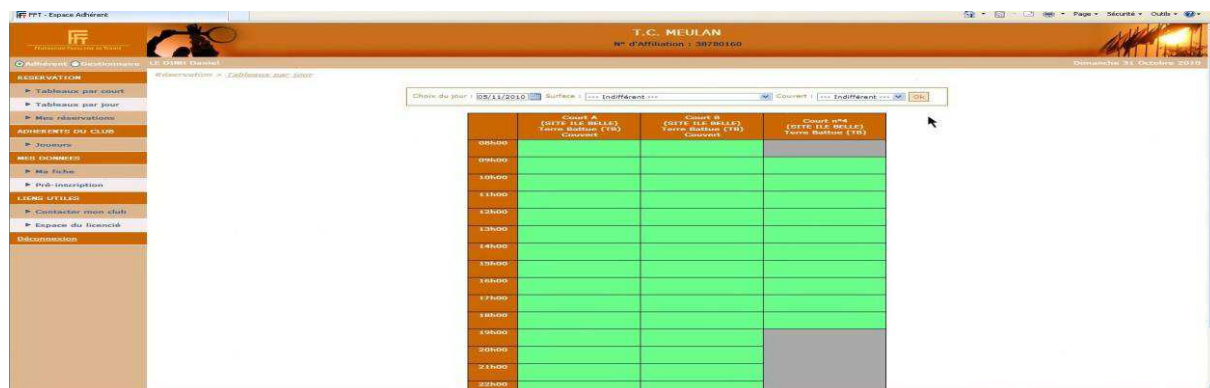 FFT - Espace Adhérent
Page ▾ Sécurité ▾ Outils ▾
FFT
T.C. MEULAN
N° d'Affiliation : 38780160
Adhérent Gestionnaire LE DINH Daniel
Dimanche 31 Octobre 2010
RESERVATION
Tableaux par court
Tableaux par jour
Mes réservations
ADHERENTS DU CLUB
Joueurs
MES DONNEES
Ma fiche
Pré-inscription
LIENS UTILES
Contacter mon club
Espace du licencié
Déconnexion
Réservation > Tableaux par jour
Choix du jour : 05/11/2010 Surface : --- Indifférent --- Couvert : --- Indifférent --- Ok
Court A
(SITE ILE BELLE)
Terre Battue (TB)
Couvert
Court B
(SITE ILE BELLE)
Terre Battue (TB)
Couvert
Court n°4
(SITE ILE BELLE)
Terre Battue (TB)
08h00
09h00
10h00
11h00
12h00
13h00
14h00
15h00
16h00
17h00
18h00
19h00
20h00
21h00
22h00